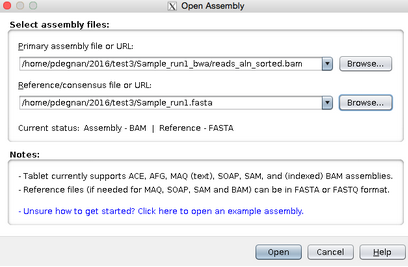 Open Assembly
Select assembly files:
Primary assembly file or URL:
/home/pdegnan/2016/test3/Sample_run1_bwa/reads_aln_sorted.bam
Browse...
Reference/consensus file or URL:
/home/pdegnan/2016/test3/Sample_run1.fasta
Browse...
Current status: Assembly - BAM | Reference - FASTA
Notes:
- Tablet currently supports ACE, AFG, MAQ (text), SOAP, SAM, and (indexed) BAM assemblies.
- Reference files (if needed for MAQ, SOAP, SAM and BAM) can be in FASTA or FASTQ format.
- Unsure how to get started? Click here to open an example assembly.
Open
Cancel
Help